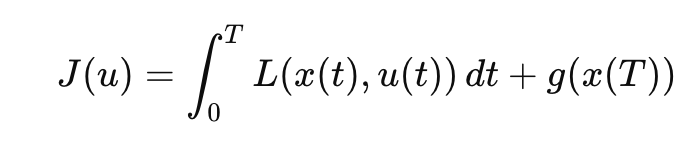 J(u) = ∫₀ᵀ L(x(t), u(t)) dt + g(x(T))